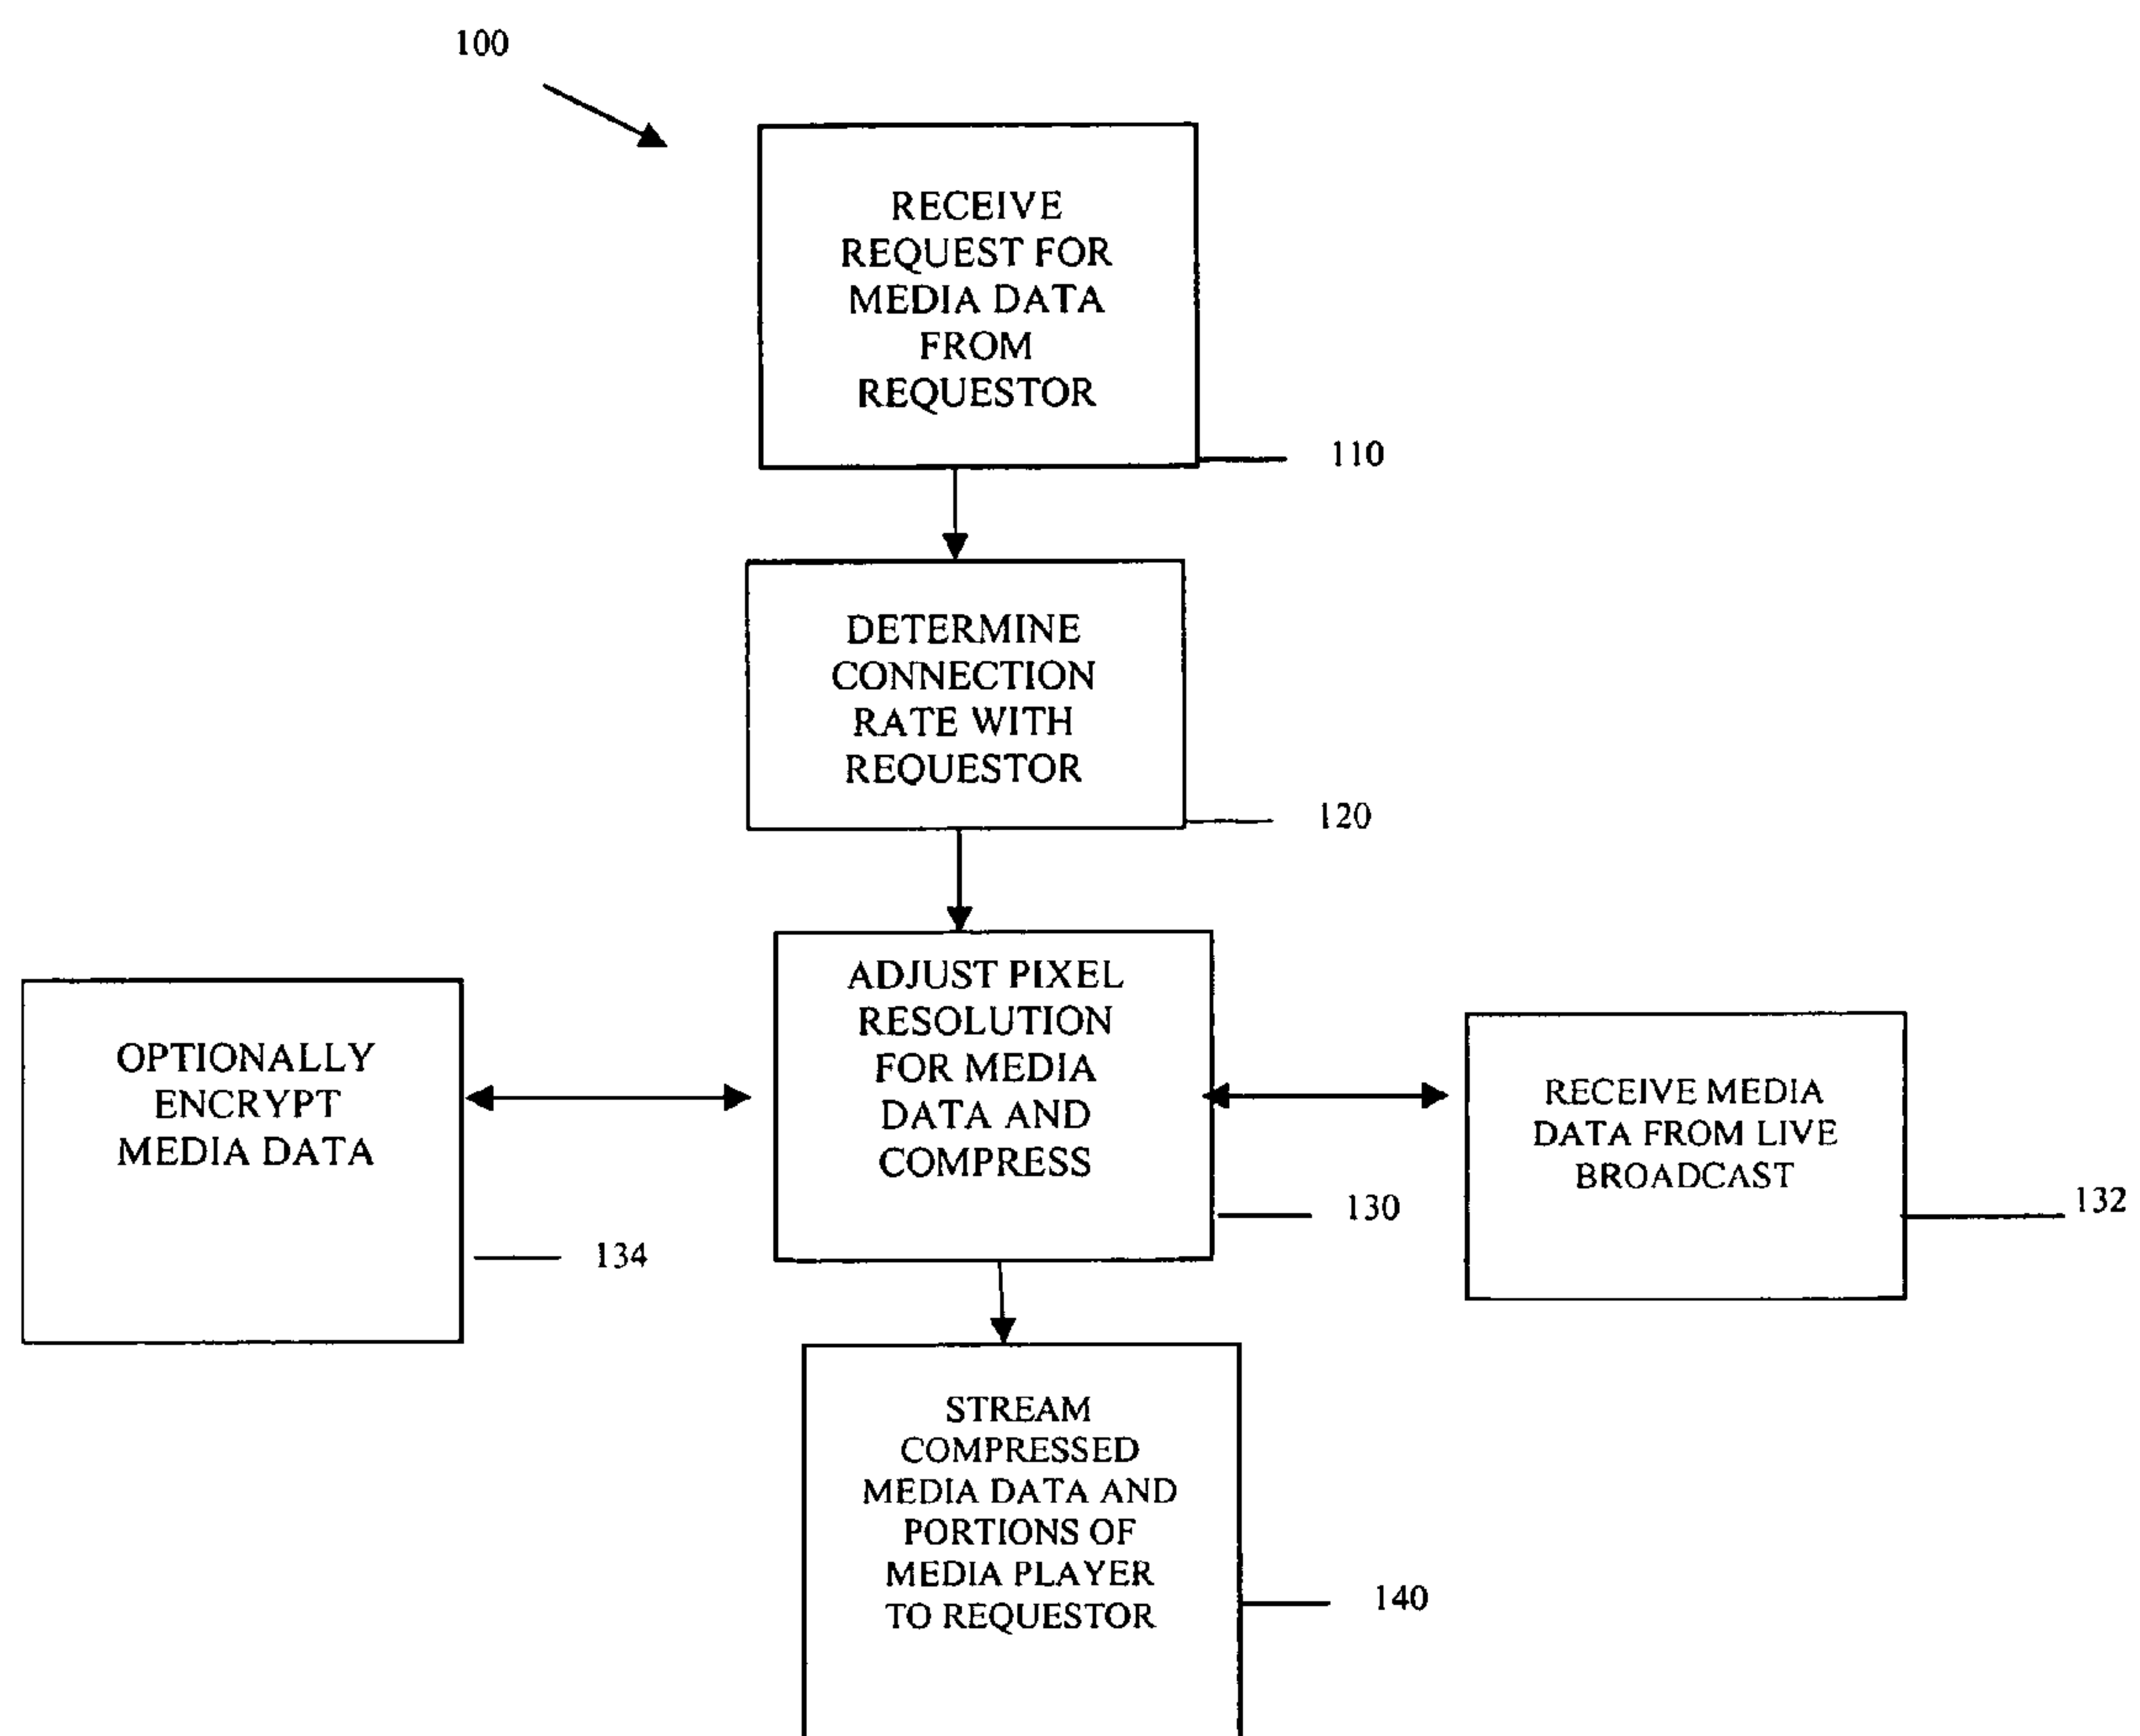 100
RECEIVE
REQUEST FOR
MEDIA DATA
FROM
REQUESTOR
110
DETERMINE
CONNECTION
RATE WITH
REQUESTOR
120
ADJUST PIXEL
RESOLUTION
FOR MEDIA
DATA AND
COMPRESS
130
OPTIONALLY
ENCRYPT
MEDIA DATA
134
RECEIVE MEDIA
DATA FROM LIVE
BROADCAST
132
STREAM
COMPRESSED
MEDIA DATA AND
PORTIONS OF
MEDIA PLAYER
TO REQUESTOR
140